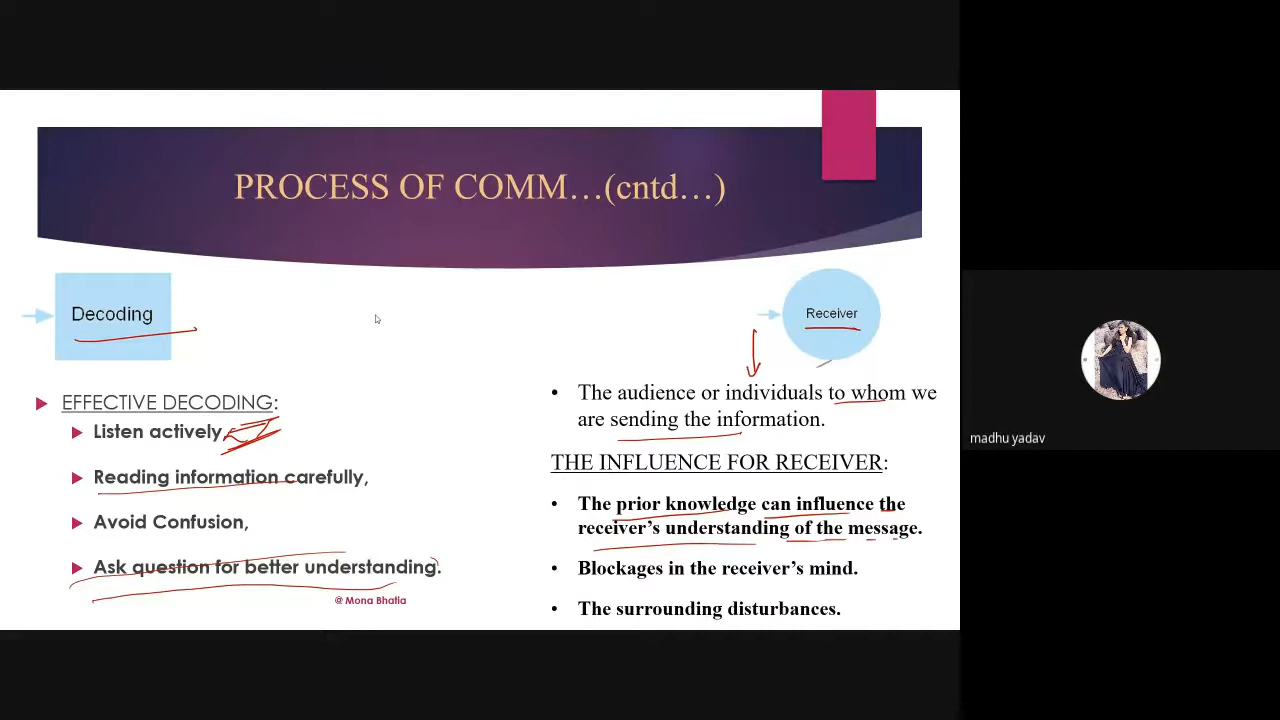 PROCESS OF COMM…(cntd…)
Decoding
EFFECTIVE DECODING:
Listen actively,
Reading information carefully,
Avoid Confusion,
Ask question for better understanding.
@ Mona Bhatia
Receiver
The audience or individuals to whom we
are sending the information.
THE INFLUENCE FOR RECEIVER:
The prior knowledge can influence the
receiver’s understanding of the message.
Blockages in the receiver’s mind.
The surrounding disturbances.
madhu yadav